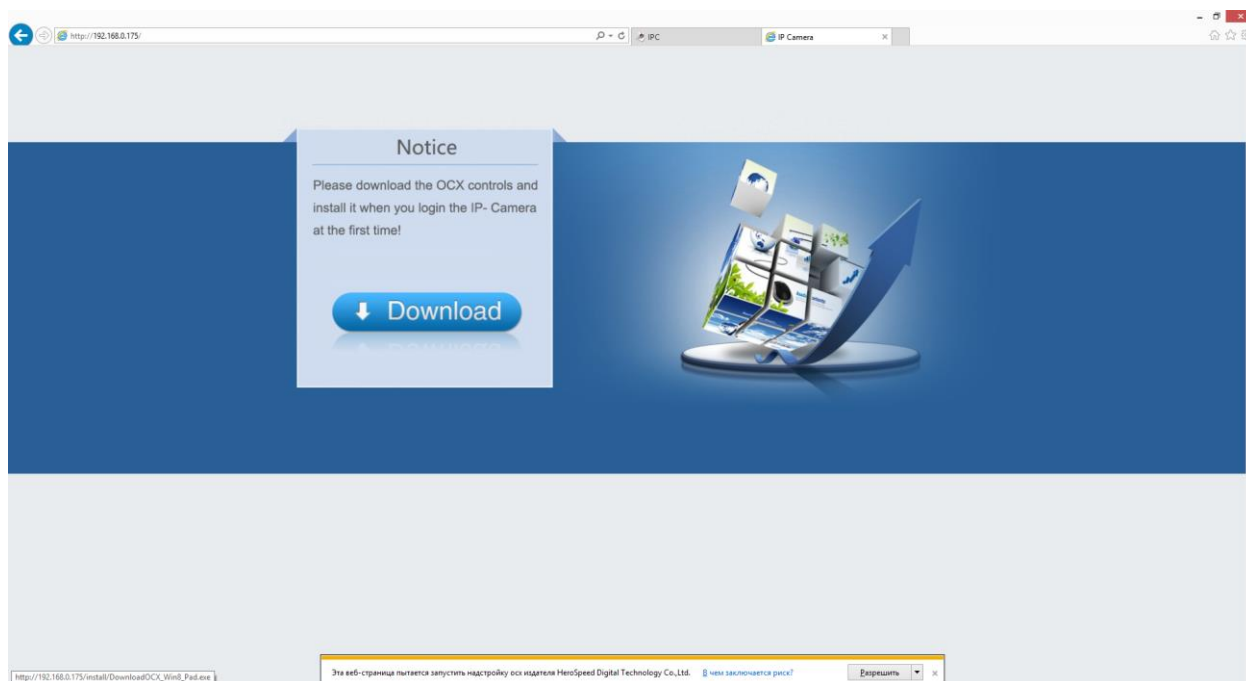 http://192.168.0.175/
IPC
IP Camera
Notice
Please download the OCX controls and
install it when you login the IP- Camera
at the first time!
Download
Эта веб-страница пытается запустить надстройку ocx издателя HeroSpeed Digital Technology Co.,Ltd. В чем заключается риск? Разрешить
http://192.168.0.175/install/DownloadOCX_Win8_Pad.exe